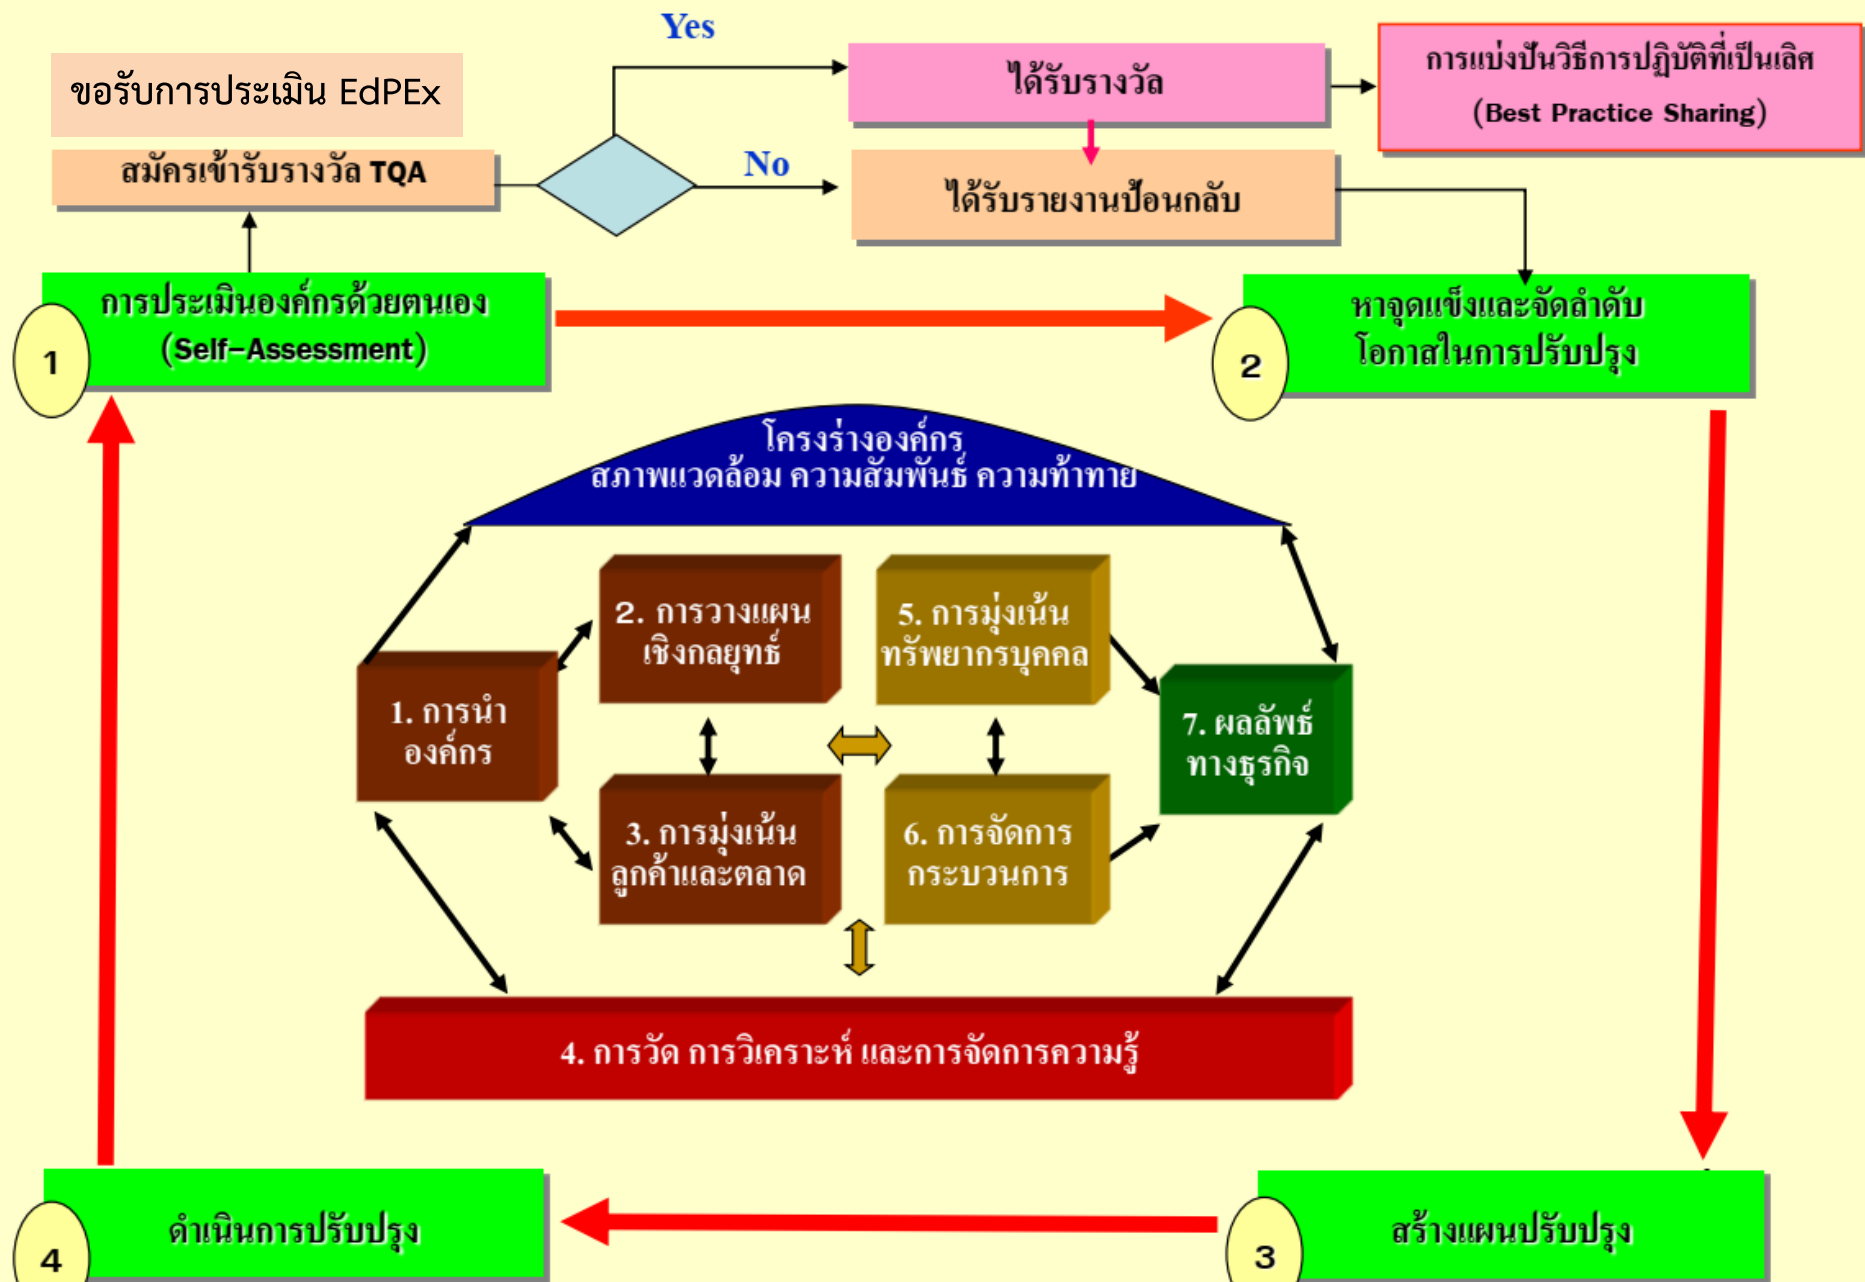 Yes
ขอรับการประเมิน EdPEx
ได้รับรางวัล
การแบ่งปันวิธีการปฏิบัติที่เป็นเลิศ
(Best Practice Sharing)
สมัครเข้ารับรางวัล TQA
No
ได้รับรายงานป้อนกลับ
1
การประเมินองค์กรด้วยตนเอง
(Self-Assessment)
2
หาจุดแข็งและจัดลำดับ
โอกาสในการปรับปรุง
โครงร่างองค์กร
สภาพแวดล้อม ความสัมพันธ์ ความท้าทาย
1. การนำ
องค์กร
2. การวางแผน
เชิงกลยุทธ์
5. การมุ่งเน้น
ทรัพยากรบุคคล
7. ผลลัพธ์
ทางธุรกิจ
3. การมุ่งเน้น
ลูกค้าและตลาด
6. การจัดการ
กระบวนการ
4. การวัด การวิเคราะห์ และการจัดการความรู้
4
ดำเนินการปรับปรุง
3
สร้างแผนปรับปรุง